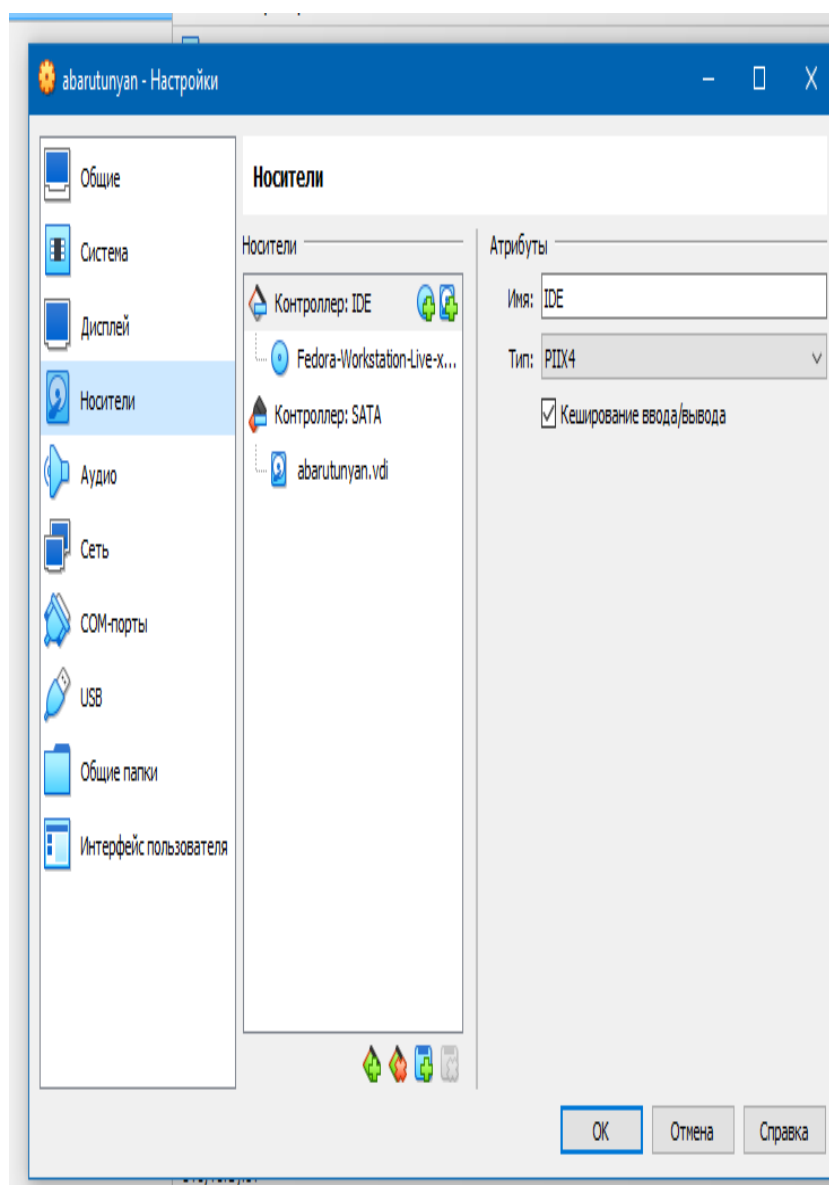 abarutunyan - Настройки
Общие
Система
Дисплей
Носители
Аудио
Сеть
COM-порты
USB
Общие папки
Интерфейс пользователя
Носители
Носители
Контроллер: IDE
Fedora-Workstation-Live-x...
Контроллер: SATA
abarutunyan.vdi
Атрибуты
Имя: IDE
Тип: PIIX4
Кеширование ввода/вывода
OK Отмена Справка